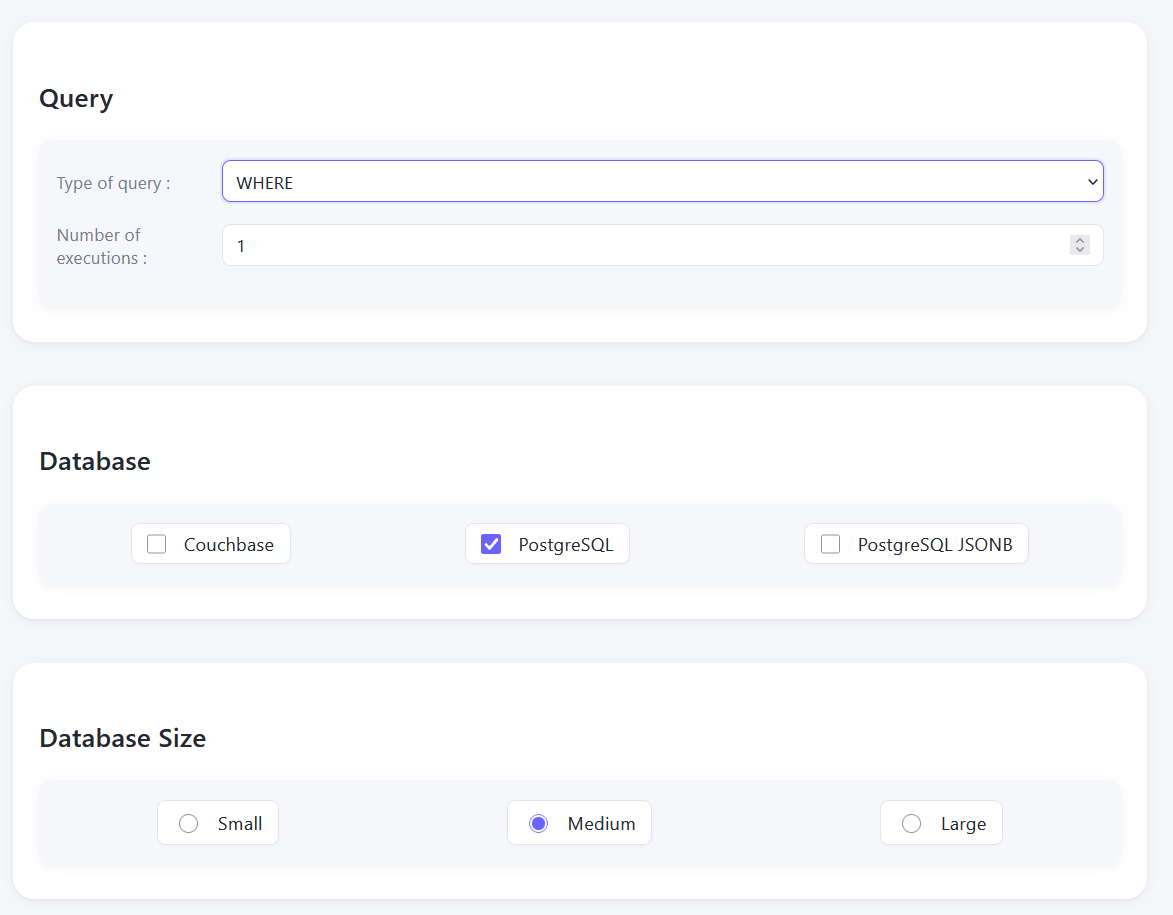 Query
Type of query :
WHERE
Number of
executions :
1
Database
Couchbase
PostgreSQL
PostgreSQL JSONB
Database Size
Small
Medium
Large